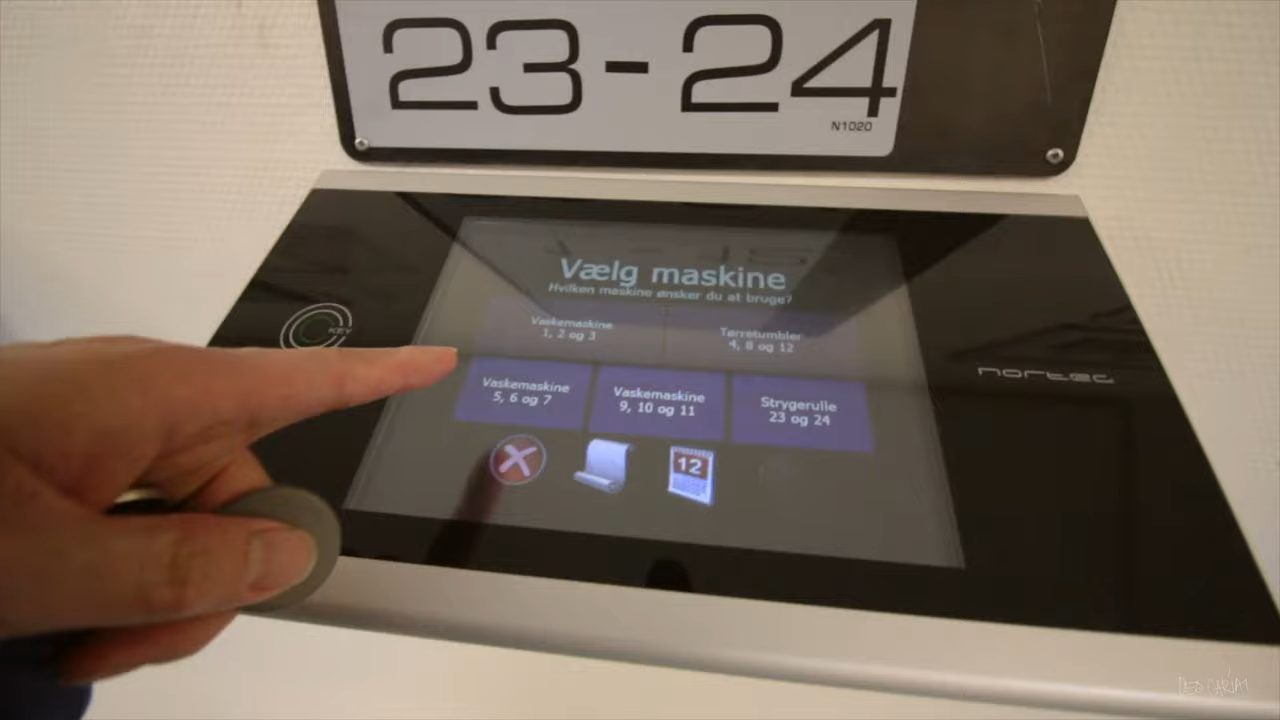 23-24
N1020
Vælg maskine
Hvilken maskine ønsker du at bruge?
Vaskemaskine
1, 2 og 3
Tørretumbler
4, 8 og 12
KEY
nortec
Vaskemaskine
5, 6 og 7
Vaskemaskine
9, 10 og 11
Strygerulle
23 og 24
12